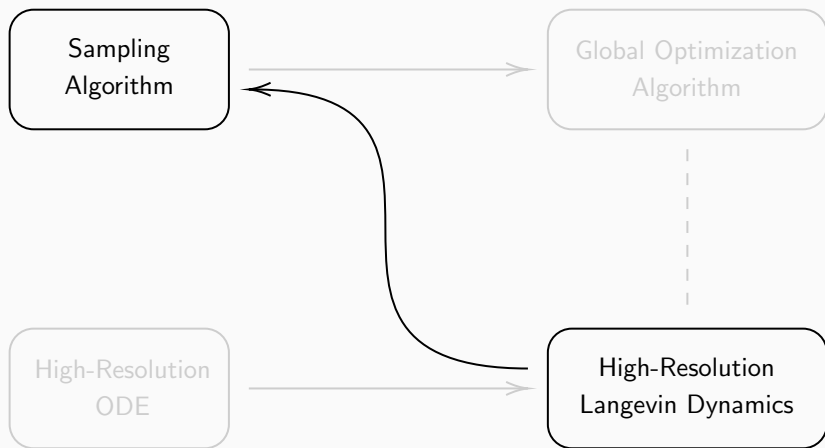 Sampling
Algorithm
Global Optimization
Algorithm
High-Resolution
ODE
High-Resolution
Langevin Dynamics